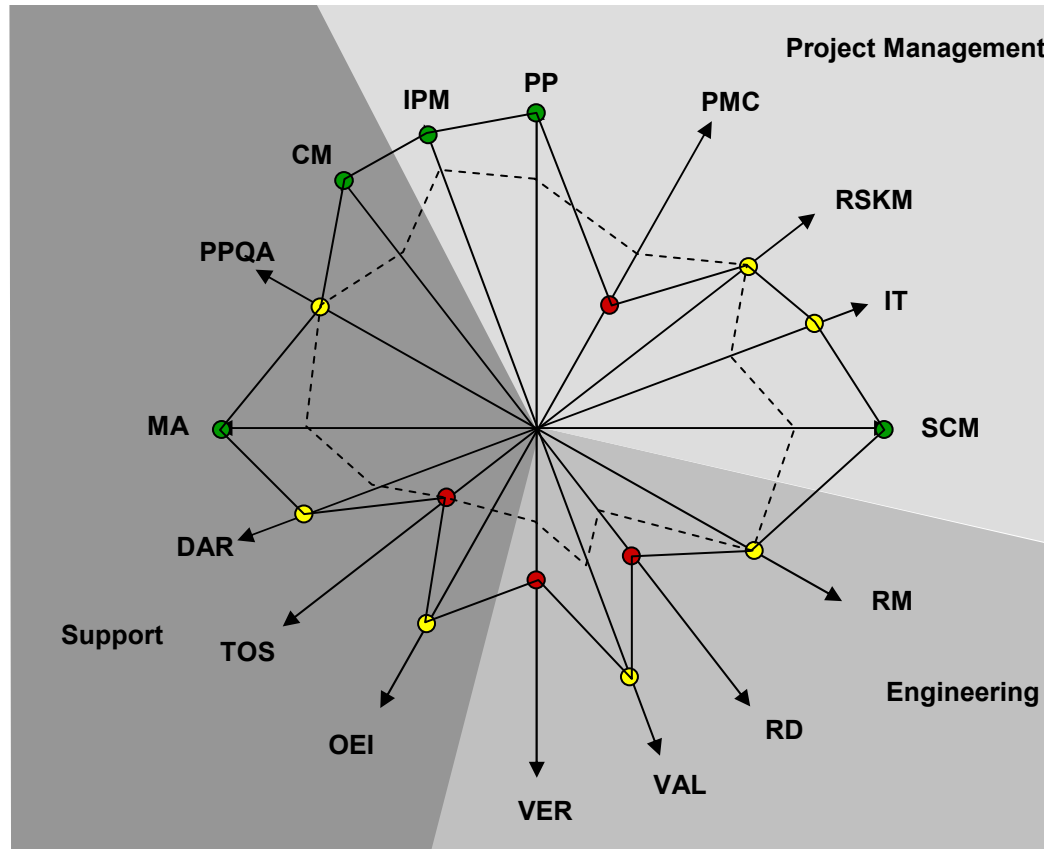 Project Management
PP
IPM
PMC
CM
RSKM
PPQA
IT
MA
SCM
DAR
RM
Support
TOS
Engineering
OEI
RD
VAL
VER